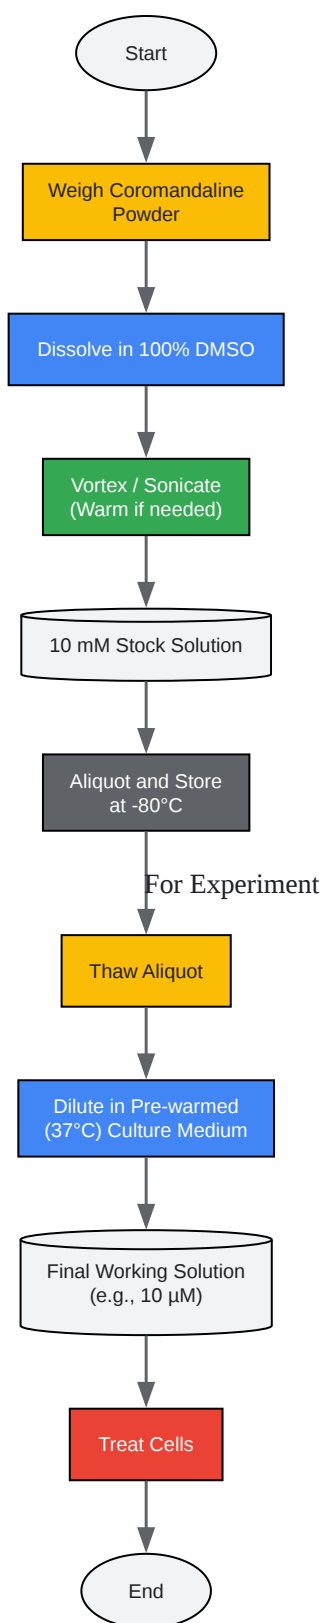 Start
Weigh Coromandaline
Powder
Dissolve in 100% DMSO
Vortex / Sonicate
(Warm if needed)
10 mM Stock Solution
Aliquot and Store
at -80°C
For Experiment
Thaw Aliquot
Dilute in Pre-warmed
(37°C) Culture Medium
Final Working Solution
(e.g., 10 µM)
Treat Cells
End